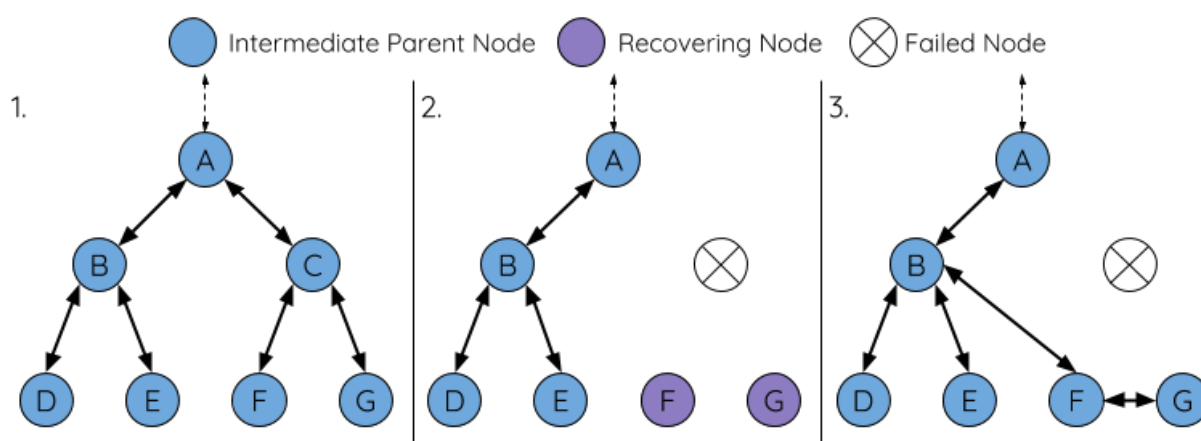 Intermediate Parent Node Recovering Node Failed Node
1. 2. 3.
A A A
B C B B
D E F G D E F G D E F G